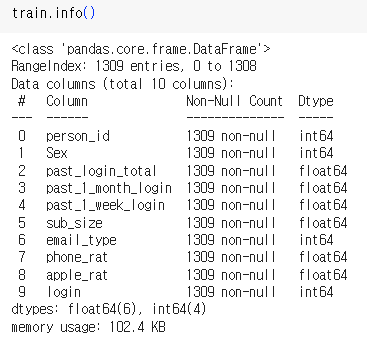 train.info()
<class 'pandas.core.frame.DataFrame'>
RangeIndex: 1309 entries, 0 to 1308
Data columns (total 10 columns):
 #   Column              Non-Null Count  Dtype
---  ------              --------------  -----
 0   person_id           1309 non-null   int64
 1   Sex                 1309 non-null   int64
 2   past_login_total    1309 non-null   float64
 3   past_1_month_login  1309 non-null   float64
 4   past_1_week_login   1309 non-null   float64
 5   sub_size            1309 non-null   float64
 6   email_type          1309 non-null   int64
 7   phone_rat           1309 non-null   float64
 8   apple_rat           1309 non-null   float64
 9   login               1309 non-null   int64
dtypes: float64(6), int64(4)
memory usage: 102.4 KB